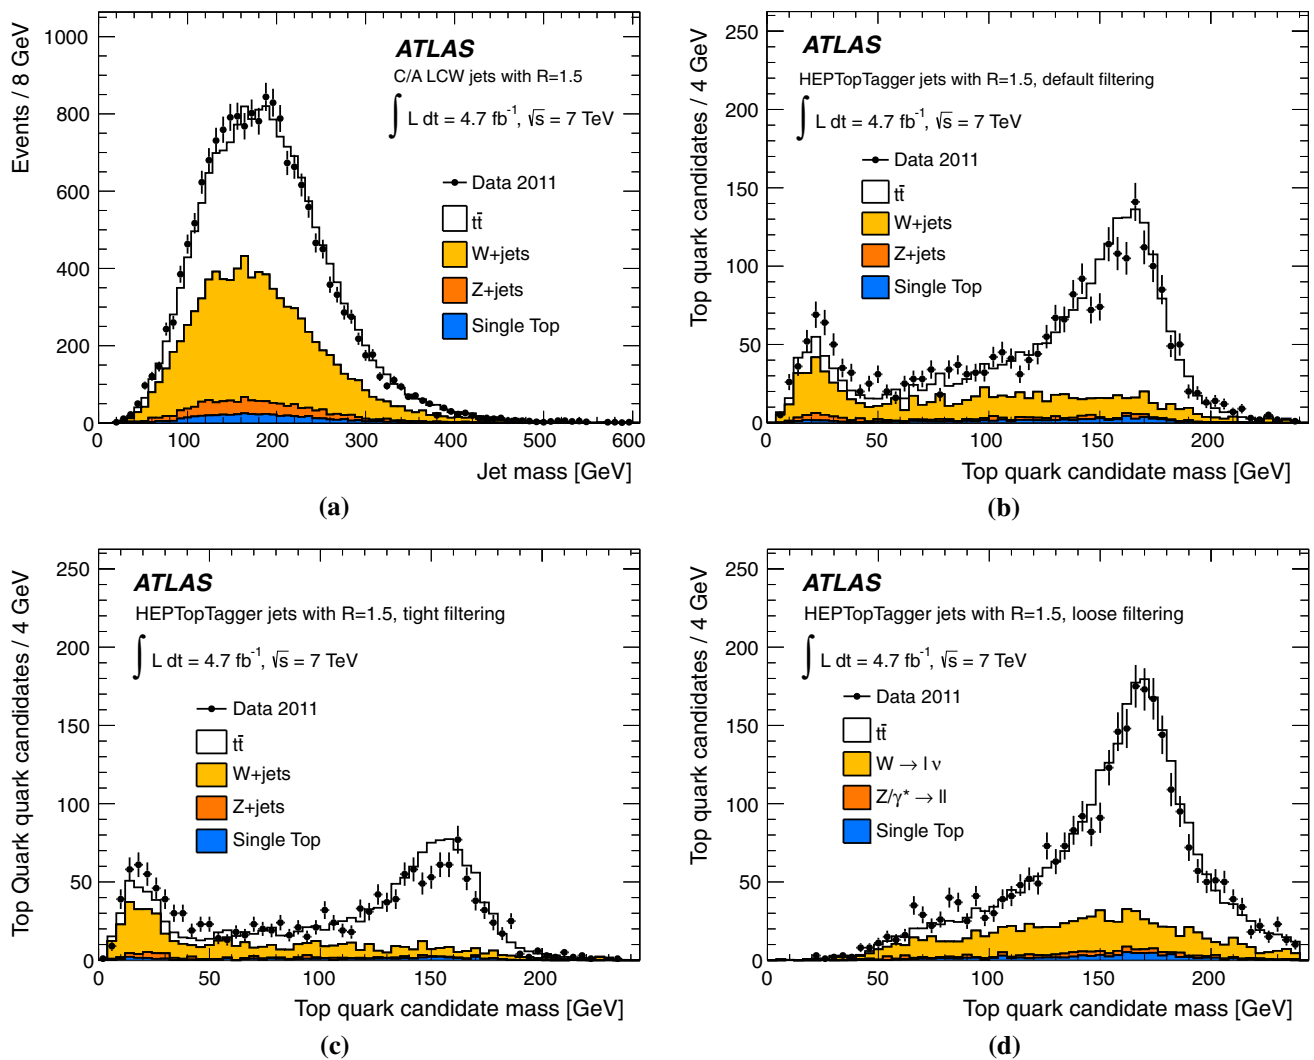 Events / 8 GeV
1000
800
600
400
200
0
ATLAS
C/A LCW jets with R=1.5
∫ L dt = 4.7 fb⁻¹, √s = 7 TeV
Data 2011
tt̄
W+jets
Z+jets
Single Top
0 100 200 300 400 500 600
Jet mass [GeV]
(a)
Top quark candidates / 4 GeV
250
200
150
100
50
0
ATLAS
HEPTopTagger jets with R=1.5, default filtering
∫ L dt = 4.7 fb⁻¹, √s = 7 TeV
Data 2011
tt̄
W+jets
Z+jets
Single Top
0 50 100 150 200
Top quark candidate mass [GeV]
(b)
Top Quark quark candidates / 4 GeV
250
200
150
100
50
0
ATLAS
HEPTopTagger jets with R=1.5, tight filtering
∫ L dt = 4.7 fb⁻¹, √s = 7 TeV
Data 2011
tt̄
W+jets
Z+jets
Single Top
0 50 100 150 200
Top quark candidate mass [GeV]
(c)
Top quark candidates / 4 GeV
250
200
150
100
50
0
ATLAS
HEPTopTagger jets with R=1.5, loose filtering
∫ L dt = 4.7 fb⁻¹, √s = 7 TeV
Data 2011
tt̄
W → l ν
Z/γ* → ll
Single Top
0 50 100 150 200
Top quark candidate mass [GeV]
(d)